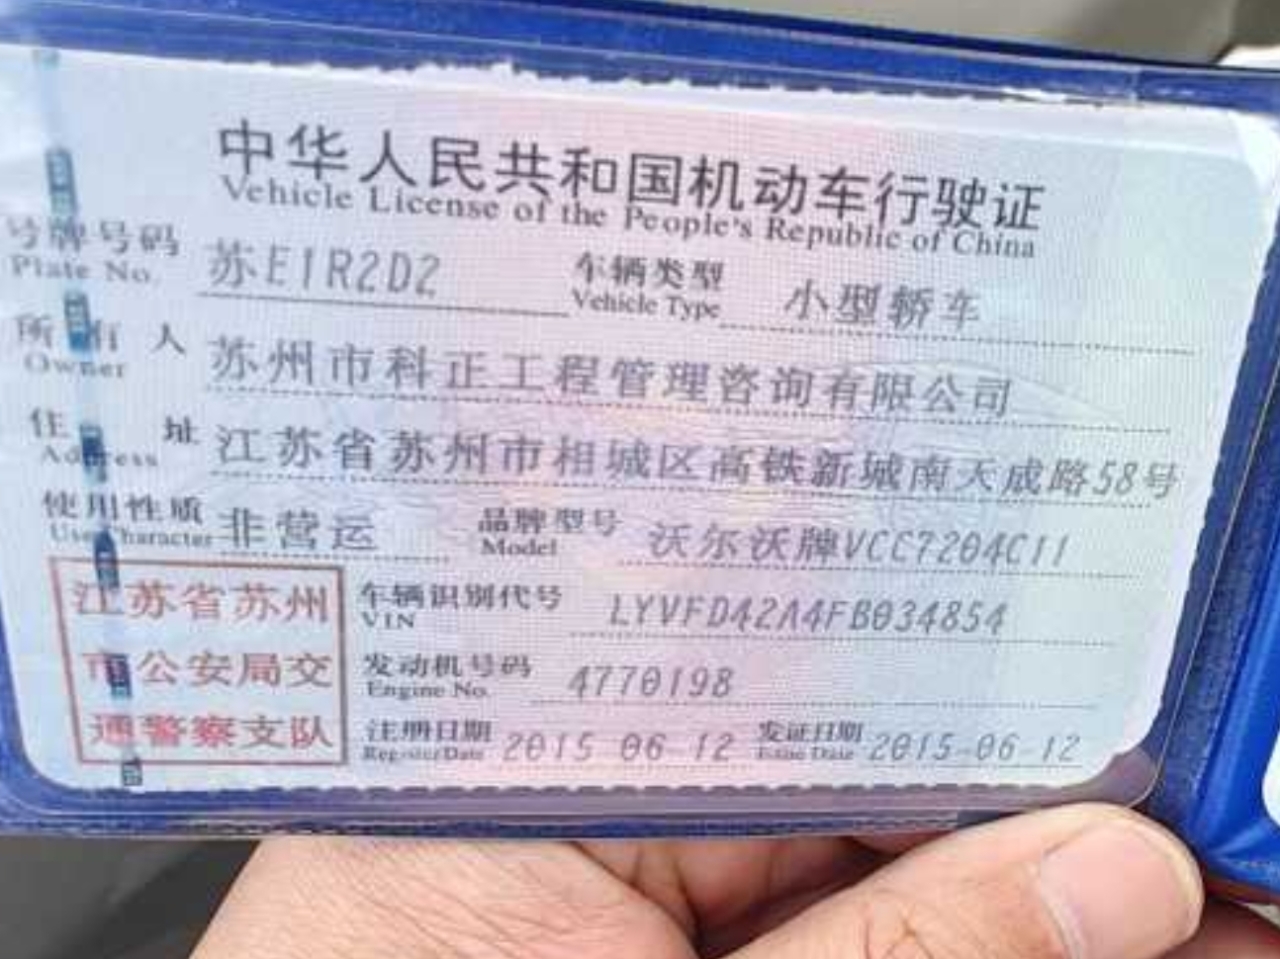 中华人民共和国机动车行驶证
Vehicle License of the People's Republic of China
号牌号码 苏E1R2D2 车辆类型 小型轿车
Plate No. Vehicle Type
所有人 苏州市科正工程管理咨询有限公司
Owner
住址 江苏省苏州市相城区高铁新城南天成路58号
Address
使用性质 非营运 品牌型号 沃尔沃牌VCC7204C11
Use Character Model
江苏省苏州
市公安局交
通警察支队
车辆识别代号 LYVFD42A4FB034854
VIN
发动机号码 4770198
Engine No.
注册日期 2015-06-12 发证日期 2015-06-12
Register Date Issue Date